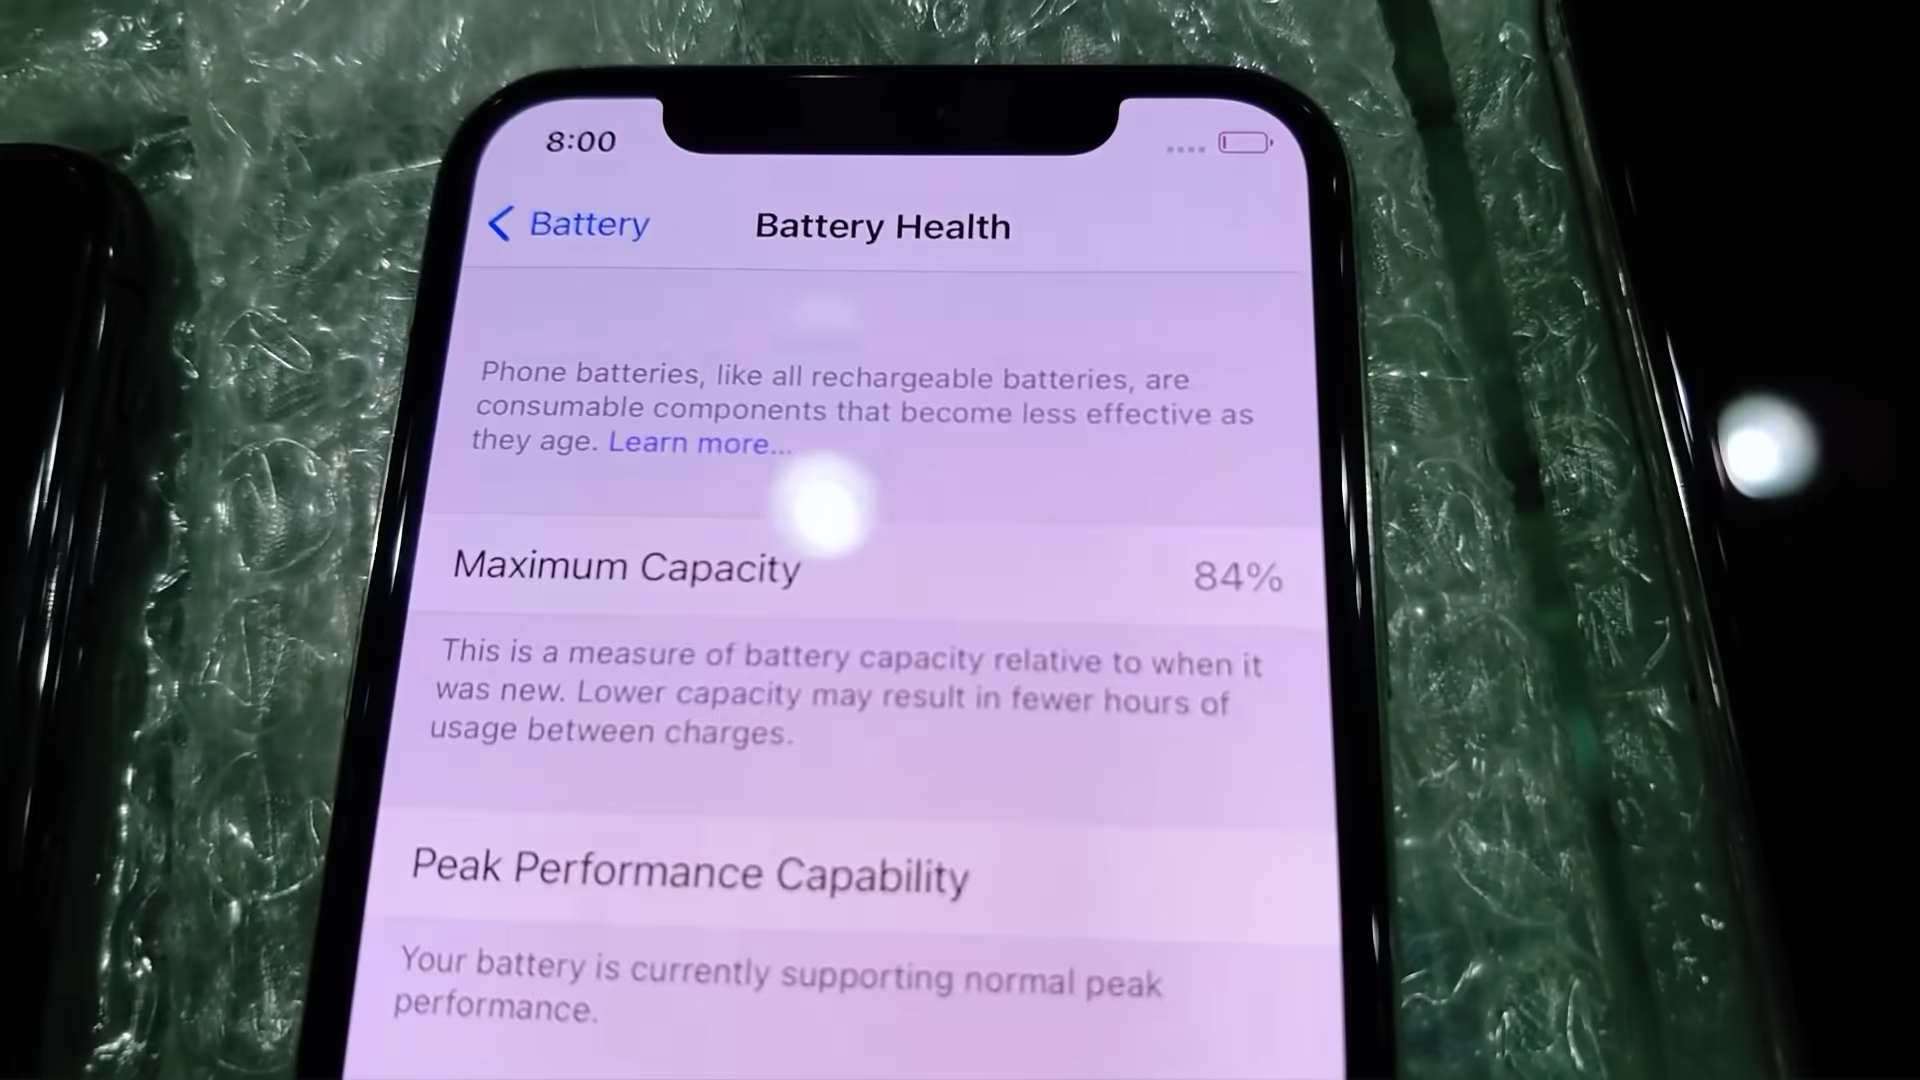 8:00
Battery
Battery Health
Phone batteries, like all rechargeable batteries, are
consumable components that become less effective as
they age. Learn more...
Maximum Capacity 84%
This is a measure of battery capacity relative to when it
was new. Lower capacity may result in fewer hours of
usage between charges.
Peak Performance Capability
Your battery is currently supporting normal peak
performance.